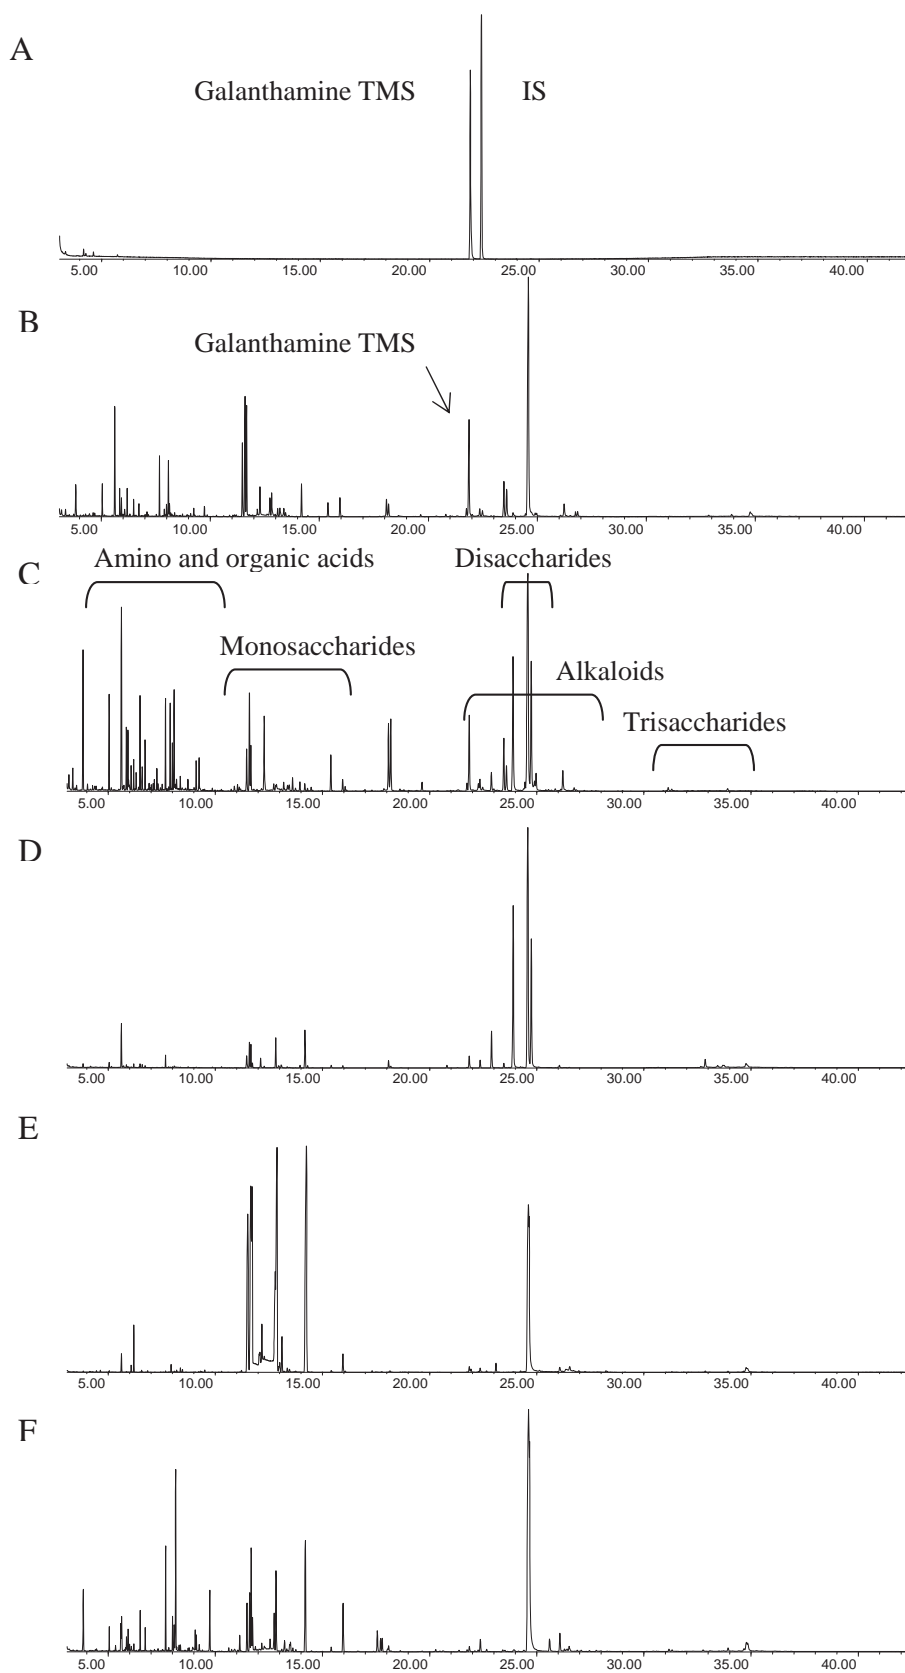 A
Galanthamine TMS IS
5.00 10.00 15.00 20.00 25.00 30.00 35.00 40.00
B
Galanthamine TMS
5.00 10.00 15.00 20.00 25.00 30.00 35.00 40.00
C
Amino and organic acids Disaccharides
Monosaccharides
Alkaloids
Trisaccharides
5.00 10.00 15.00 20.00 25.00 30.00 35.00 40.00
D
5.00 10.00 15.00 20.00 25.00 30.00 35.00 40.00
E
5.00 10.00 15.00 20.00 25.00 30.00 35.00 40.00
F
5.00 10.00 15.00 20.00 25.00 30.00 35.00 40.00